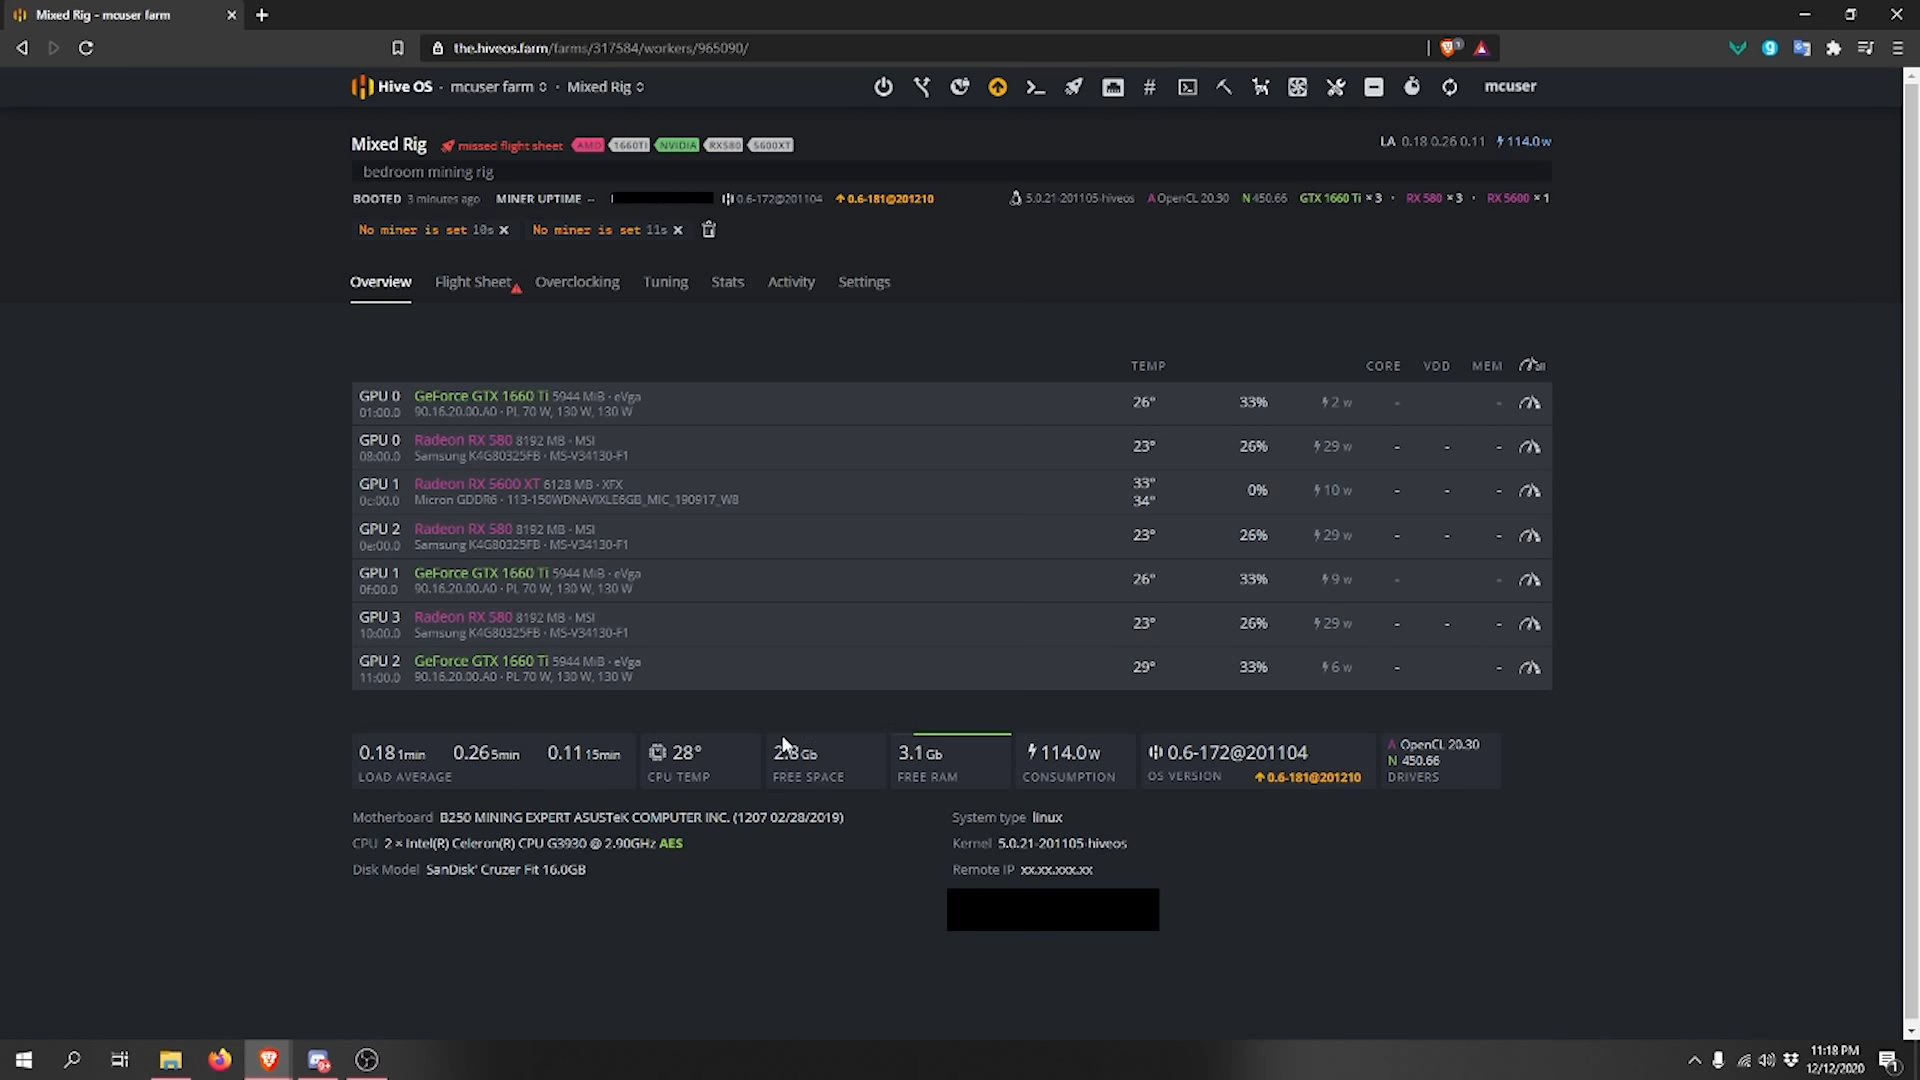 Mixed Rig - mcuser farm
the.hiveos.farm/farms/317584/workers/965090/
Hive OS · mcuser farm · Mixed Rig
mcuser
Mixed Rig missed flight sheet AMD 1660TI NVIDIA RX580 5600XT
LA 0.18 0.26 0.11 114.0w
bedroom mining rig
BOOTED 3 minutes ago MINER UPTIME -- 0.6-172@201104 0.6-181@201210
5.0.21-201105-hiveos A OpenCL 20.30 N 450.66 GTX 1660 Ti × 3 · RX 580 × 3 · RX 5600 × 1
No miner is set 10s × No miner is set 11s ×
Overview Flight Sheet Overclocking Tuning Stats Activity Settings
TEMP CORE VDD MEM
GPU 0 GeForce GTX 1660 Ti 5944 MiB · eVga
01:00.0 90.16.20.00.A0 · PL 70 W, 130 W, 130 W
26° 33% 2 w - -
GPU 0 Radeon RX 580 8192 MB · MSI
08:00.0 Samsung K4G80325FB · MS-V34130-F1
23° 26% 29 w - - -
GPU 1 Radeon RX 5600 XT 6128 MB · XFX
0c:00.0 Micron GDDR6 · 113-150WDNAVIXLE6GB_MIC_190917_W8
33°
34°
0% 10 w - - -
GPU 2 Radeon RX 580 8192 MB · MSI
0e:00.0 Samsung K4G80325FB · MS-V34130-F1
23° 26% 29 w - - -
GPU 1 GeForce GTX 1660 Ti 5944 MiB · eVga
0f:00.0 90.16.20.00.A0 · PL 70 W, 130 W, 130 W
26° 33% 9 w - -
GPU 3 Radeon RX 580 8192 MB · MSI
10:00.0 Samsung K4G80325FB · MS-V34130-F1
23° 26% 29 w - - -
GPU 2 GeForce GTX 1660 Ti 5944 MiB · eVga
11:00.0 90.16.20.00.A0 · PL 70 W, 130 W, 130 W
29° 33% 6 w - -
0.18 1min 0.26 5min 0.11 15min
LOAD AVERAGE
28°
CPU TEMP
2.8 Gb
FREE SPACE
3.1 Gb
FREE RAM
114.0 w
CONSUMPTION
0.6-172@201104
OS VERSION 0.6-181@201210
A OpenCL 20.30
N 450.66
DRIVERS
Motherboard B250 MINING EXPERT ASUSTeK COMPUTER INC. (1207 02/28/2019)
CPU 2 × Intel(R) Celeron(R) CPU G3930 @ 2.90GHz AES
Disk Model SanDisk' Cruzer Fit 16.0GB
System type linux
Kernel 5.0.21-201105-hiveos
Remote IP xx.xx.xxx.xx
11:18 PM
12/12/2020